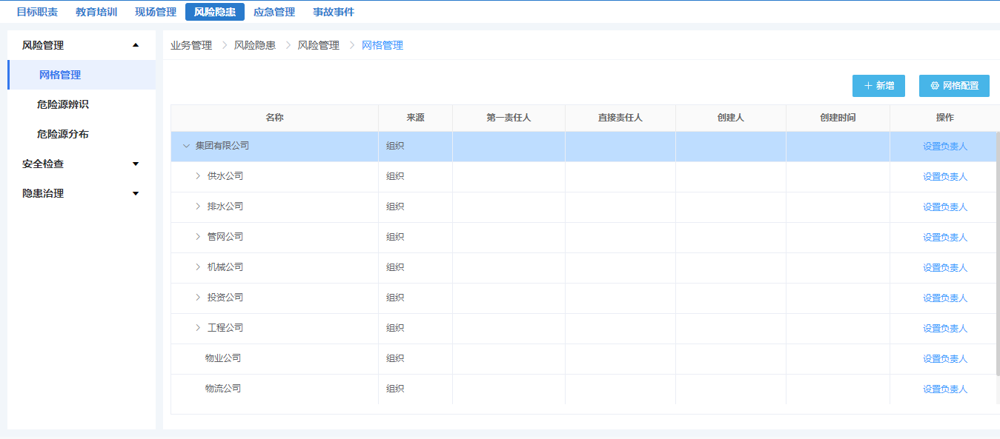 目标职责 教育培训 现场管理 风险隐患 应急管理 事故事件
风险管理
网格管理
危险源辨识
危险源分布
安全检查
隐患治理
业务管理 风险隐患 风险管理 网格管理
新增 网格配置
名称 来源 第一责任人 直接责任人 创建人 创建时间 操作
集团有限公司 组织 设置负责人
供水公司 组织 设置负责人
排水公司 组织 设置负责人
管网公司 组织 设置负责人
机械公司 组织 设置负责人
投资公司 组织 设置负责人
工程公司 组织 设置负责人
物业公司 组织 设置负责人
物流公司 组织 设置负责人